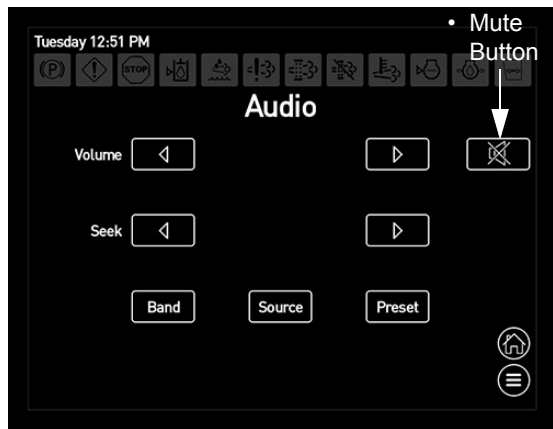 • Mute
Button
Tuesday 12:51 PM
(P) STOP
Audio
Volume
Seek
Band Source Preset